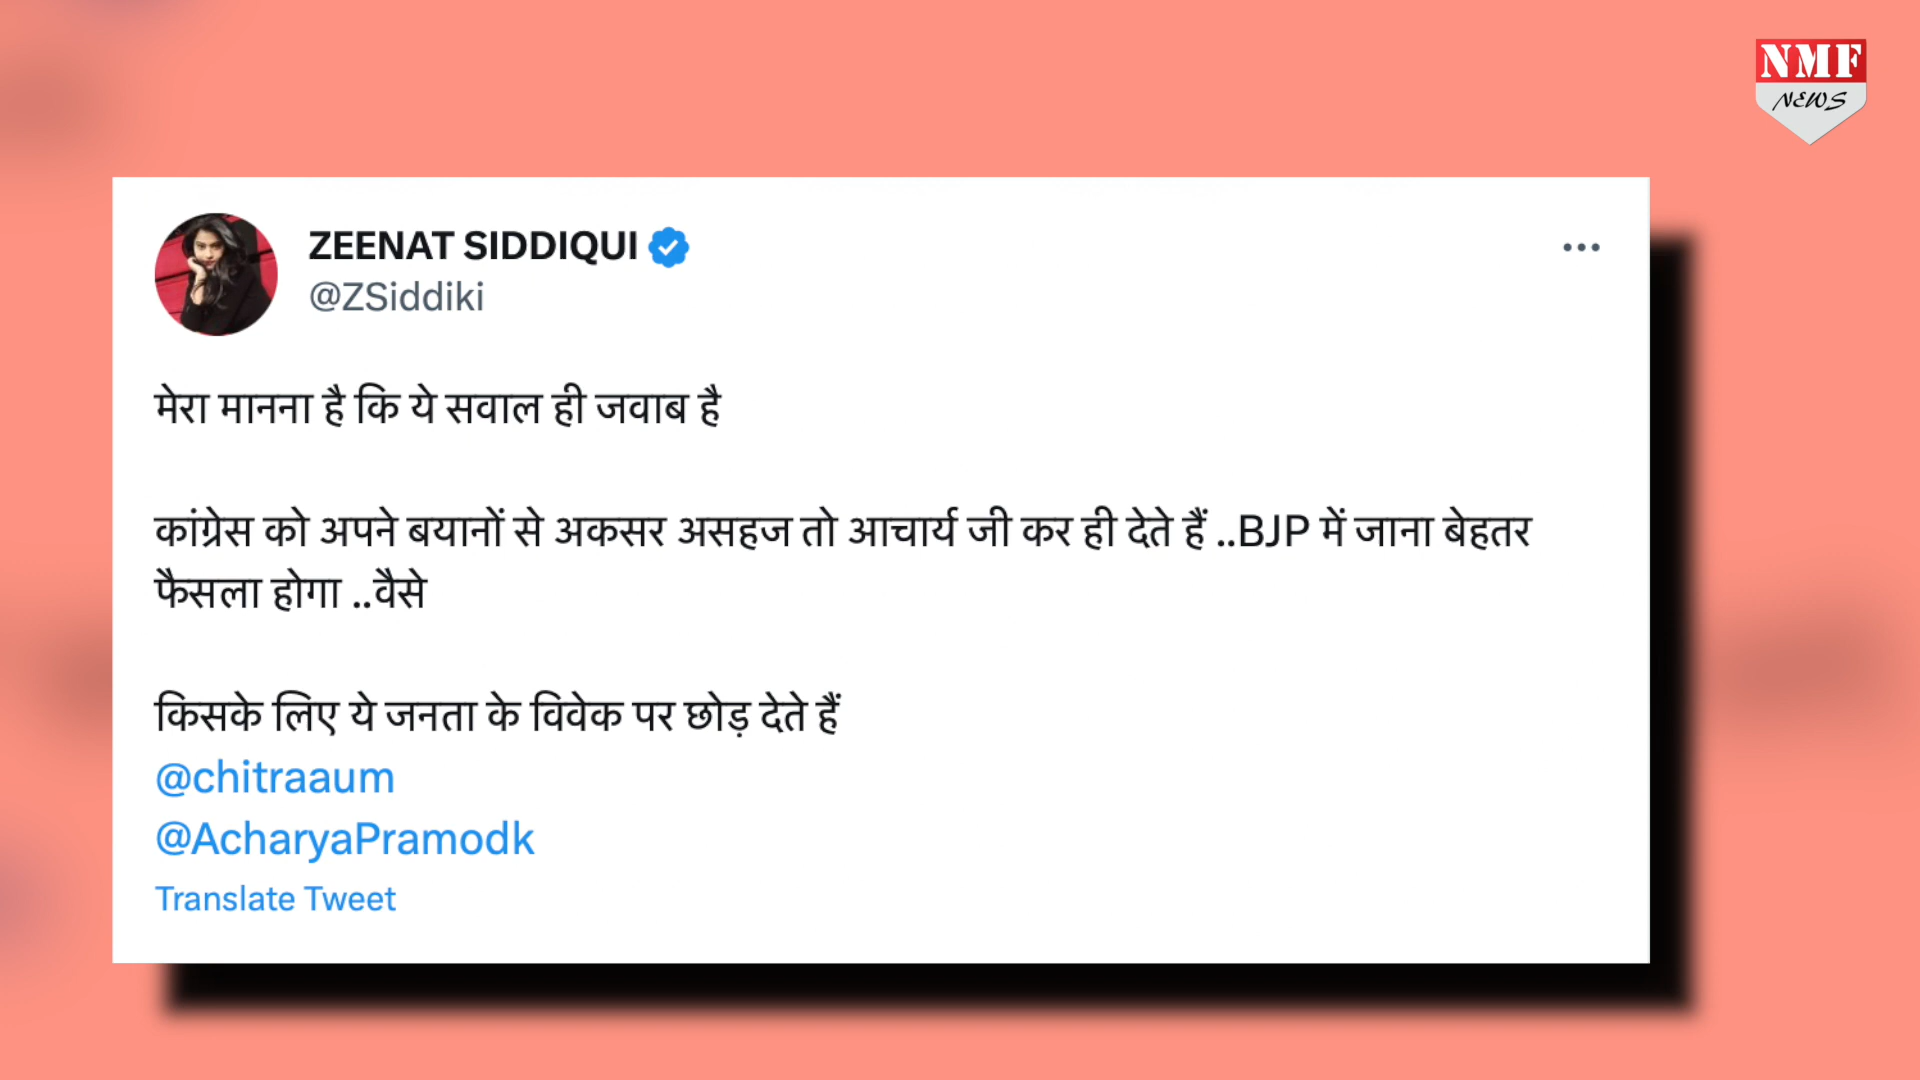 NMF
NEWS
ZEENAT SIDDIQUI
@ZSiddiki
मेरा मानना है कि ये सवाल ही जवाब है
कांग्रेस को अपने बयानों से अकसर असहज तो आचार्य जी कर ही देते हैं ..BJP में जाना बेहतर
फैसला होगा ..वैसे
किसके लिए ये जनता के विवेक पर छोड़ देते हैं
@chitraaum
@AcharyaPramodk
Translate Tweet